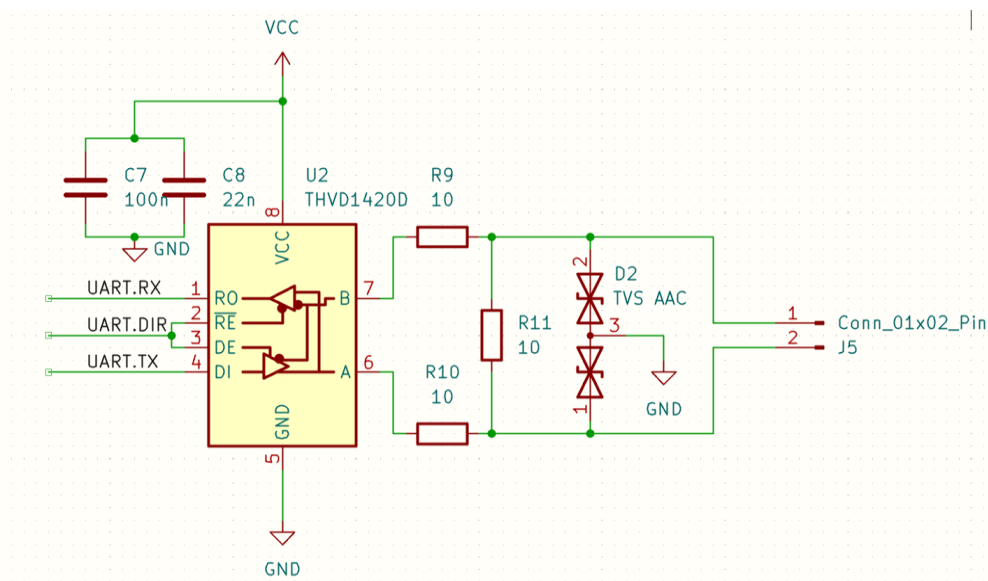 VCC
C7
100n
C8
22n
U2
THVD1420D
R9
10
8
VCC
GND
UART.RX
1
RO
B
7
UART.DIR
2
RE
3
DE
UART.TX
4
DI
A
6
GND
5
GND
R11
10
R10
10
2
D2
TVS AAC
3
1
GND
1
Conn_01x02_Pin
2
J5